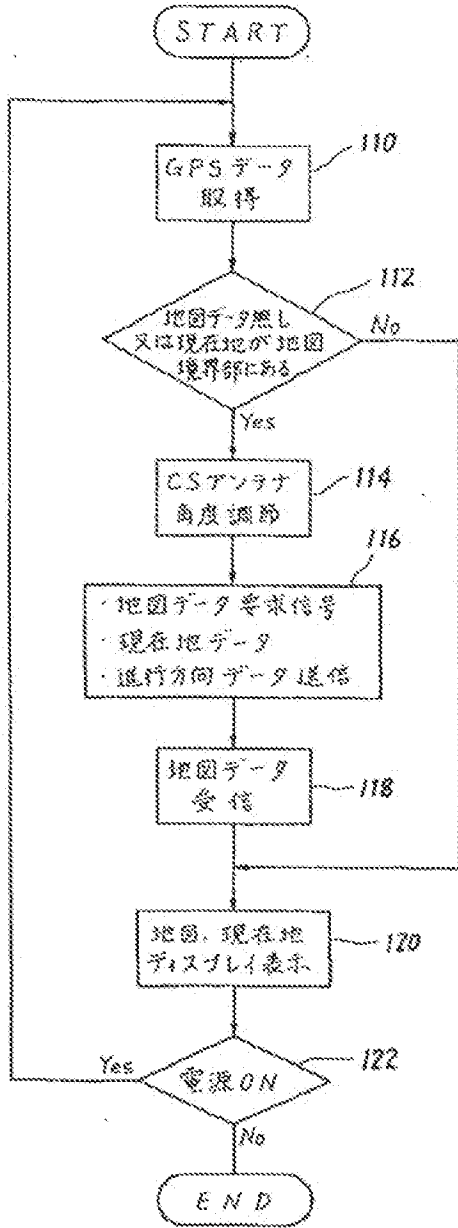 START
GPSデータ
取得
110
地図データ無し
又は現在地が地図
境界部にある
112
No
Yes
CSアンテナ
角度調節
114
116
・地図データ要求信号
・現在地データ
・進行方向データ送信
地図データ
受信
118
地図、現在地
ディスプレイ表示
120
電源ON
122
Yes
No
END